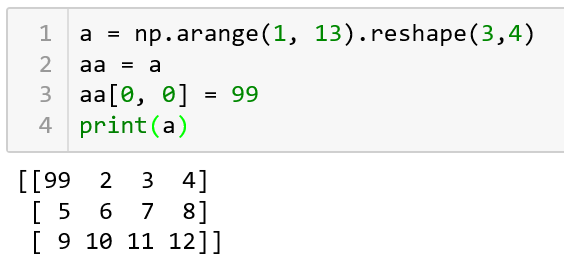 1 a = np.arange(1, 13).reshape(3,4)
2 aa = a
3 aa[0, 0] = 99
4 print(a)
[[99  2  3  4]
 [ 5  6  7  8]
 [ 9 10 11 12]]